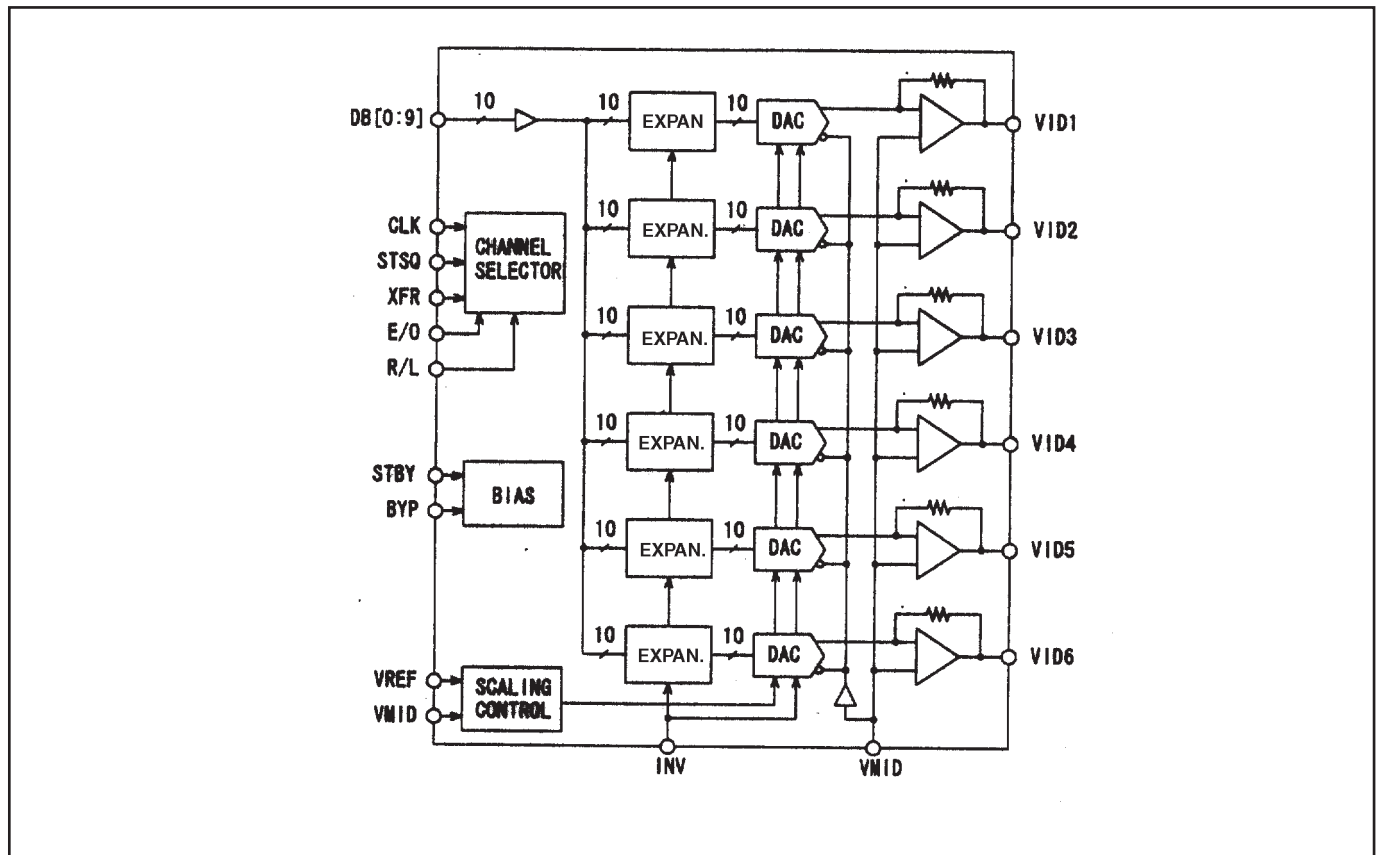 DB[0:9]
10
10
EXPAN
10
DAC
VID1
CLK
STSQ
XFR
E/O
R/L
CHANNEL
SELECTOR
10
EXPAN.
10
DAC
VID2
10
EXPAN.
10
DAC
VID3
10
EXPAN.
10
DAC
VID4
STBY
BYP
BIAS
10
EXPAN.
10
DAC
VID5
10
EXPAN.
10
DAC
VID6
VREF
VMID
SCALING
CONTROL
INV
VMID